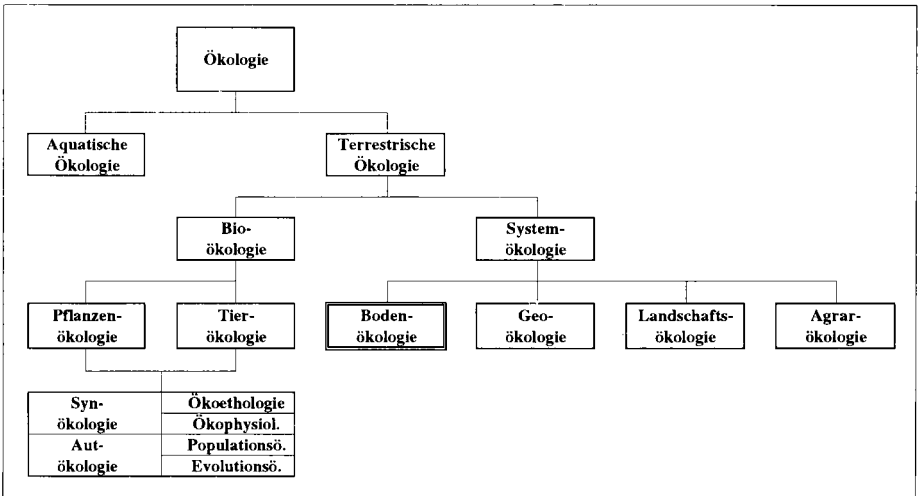 Ökologie
Aquatische
Ökologie
Terrestrische
Ökologie
Bio-
ökologie
System-
ökologie
Pflanzen-
ökologie
Tier-
ökologie
Boden-
ökologie
Geo-
ökologie
Landschafts-
ökologie
Agrar-
ökologie
Syn-
ökologie
Ökoethologie
Ökophysiol.
Aut-
ökologie
Populationsö.
Evolutionsö.